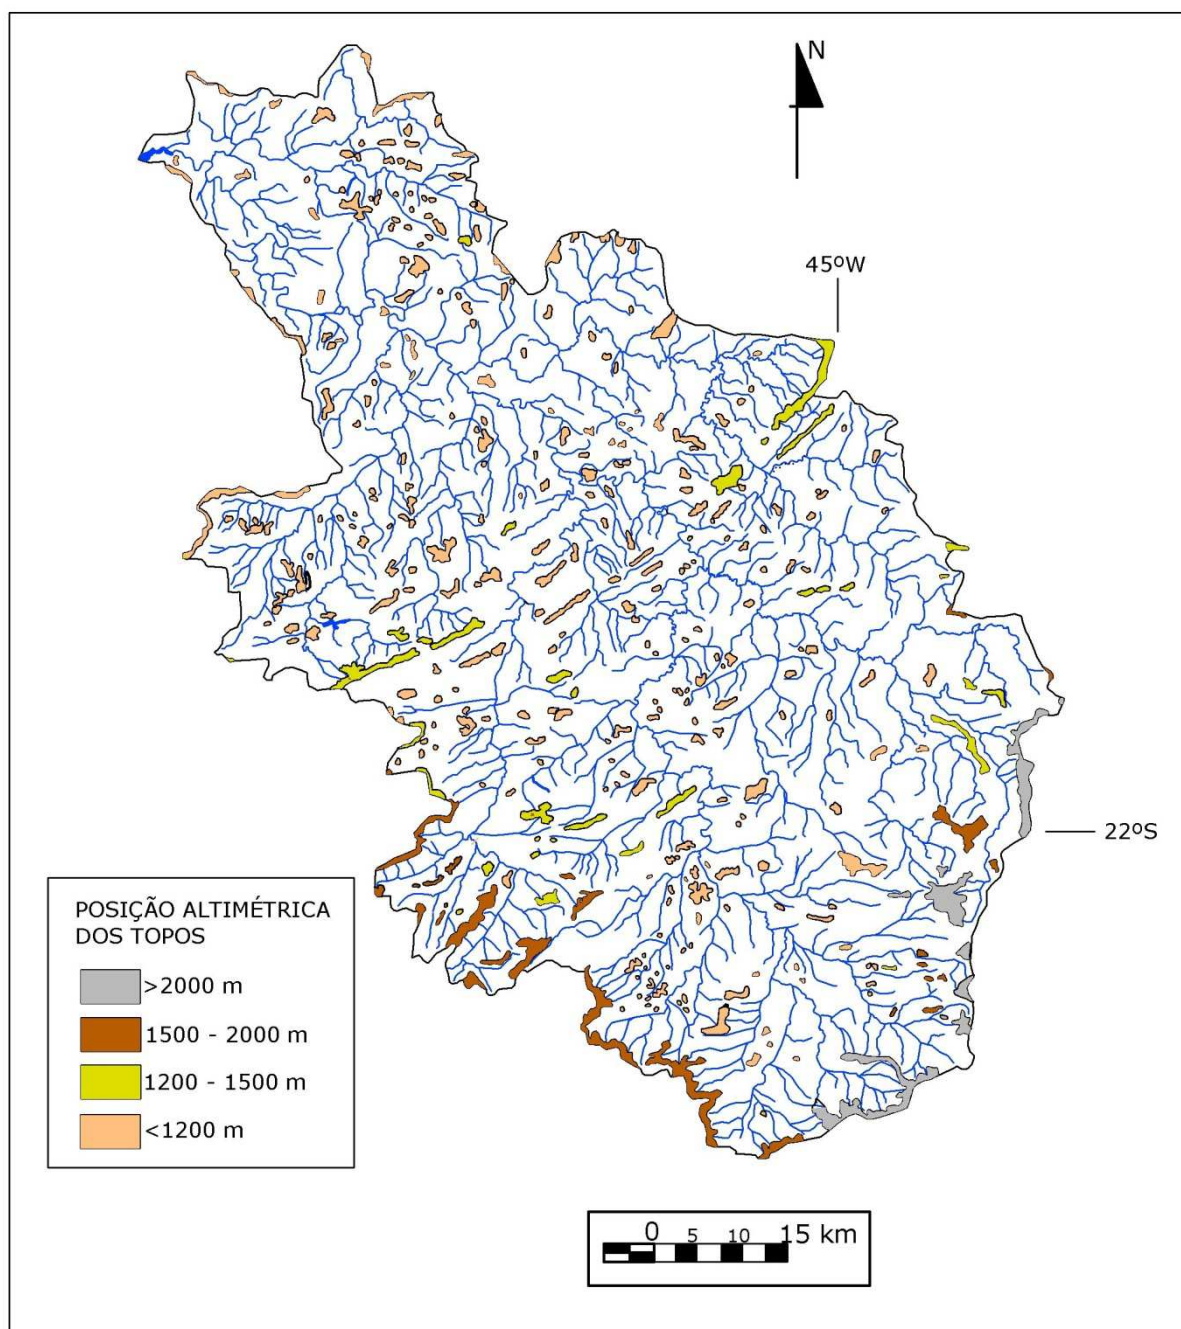 N
45ºW
22ºS
POSIÇÃO ALTIMÉTRICA
DOS TOPOS
>2000 m
1500 - 2000 m
1200 - 1500 m
<1200 m
0 5 10 15 km